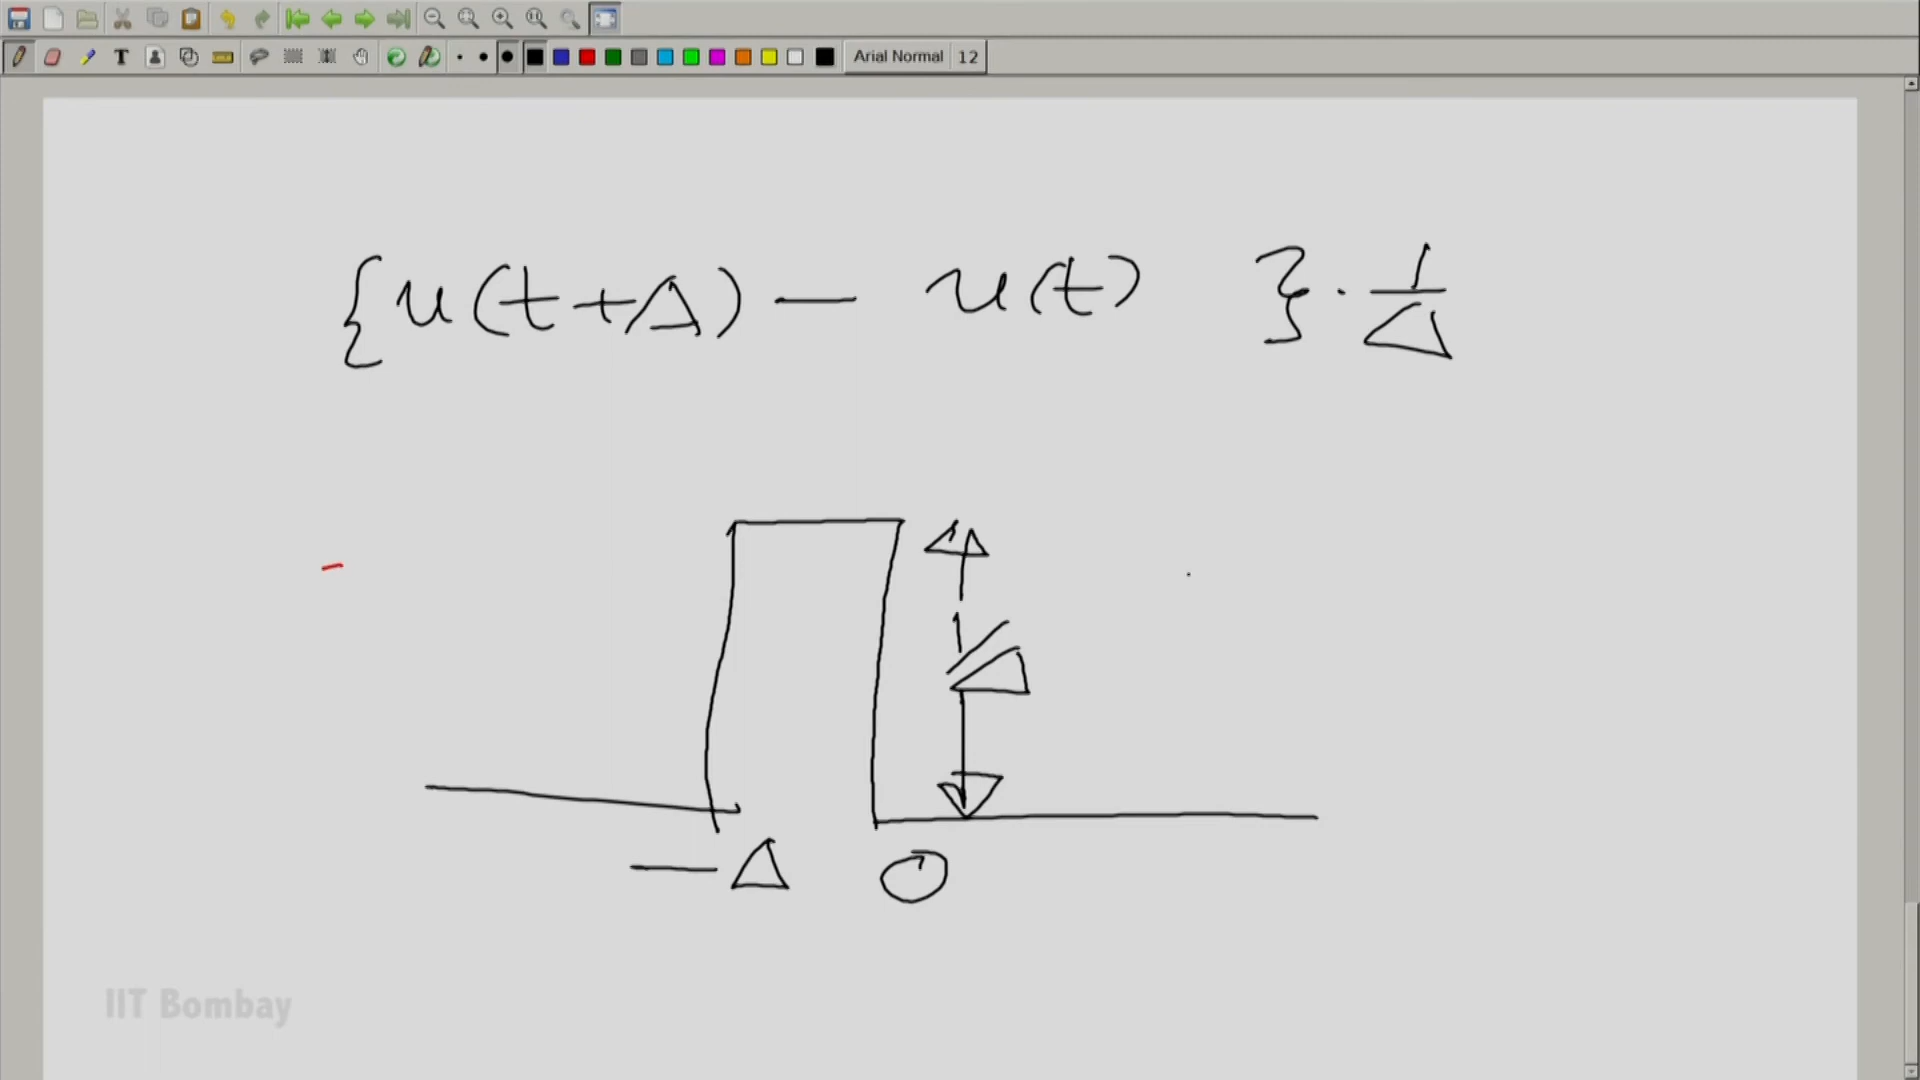 Arial Normal 12
{u(t+Δ) — u(t) } · 1/Δ
1/Δ
—Δ 0
IIT Bombay